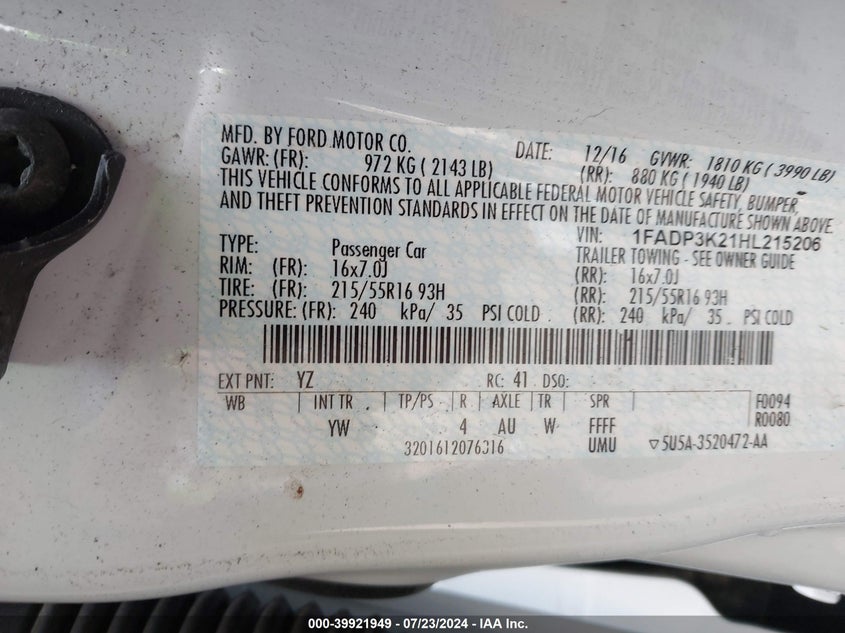 MFD. BY FORD MOTOR CO. DATE: 12/16 GVWR: 1810 KG ( 3990 LB)
GAWR: (FR): 972 KG ( 2143 LB) (RR): 880 KG ( 1940 LB)
THIS VEHICLE CONFORMS TO ALL APPLICABLE FEDERAL MOTOR VEHICLE SAFETY, BUMPER,
AND THEFT PREVENTION STANDARDS IN EFFECT ON THE DATE OF MANUFACTURE SHOWN ABOVE.
VIN: 1FADP3K21HL215206
TYPE: Passenger Car TRAILER TOWING - SEE OWNER GUIDE
RIM: (FR): 16x7.0J (RR): 16x7.0J
TIRE: (FR): 215/55R16 93H (RR): 215/55R16 93H
PRESSURE: (FR): 240 kPa/ 35 PSI COLD (RR): 240 kPa/ 35 PSI COLD
EXT PNT: YZ RC: 41 DSO:
WB INT TR TP/PS R AXLE TR SPR F0094
YW 4 AU W FFFF R0080
3201612076316 UMU ▽5U5A-3520472-AA
000-39921949 - 07/23/2024 - IAA Inc.